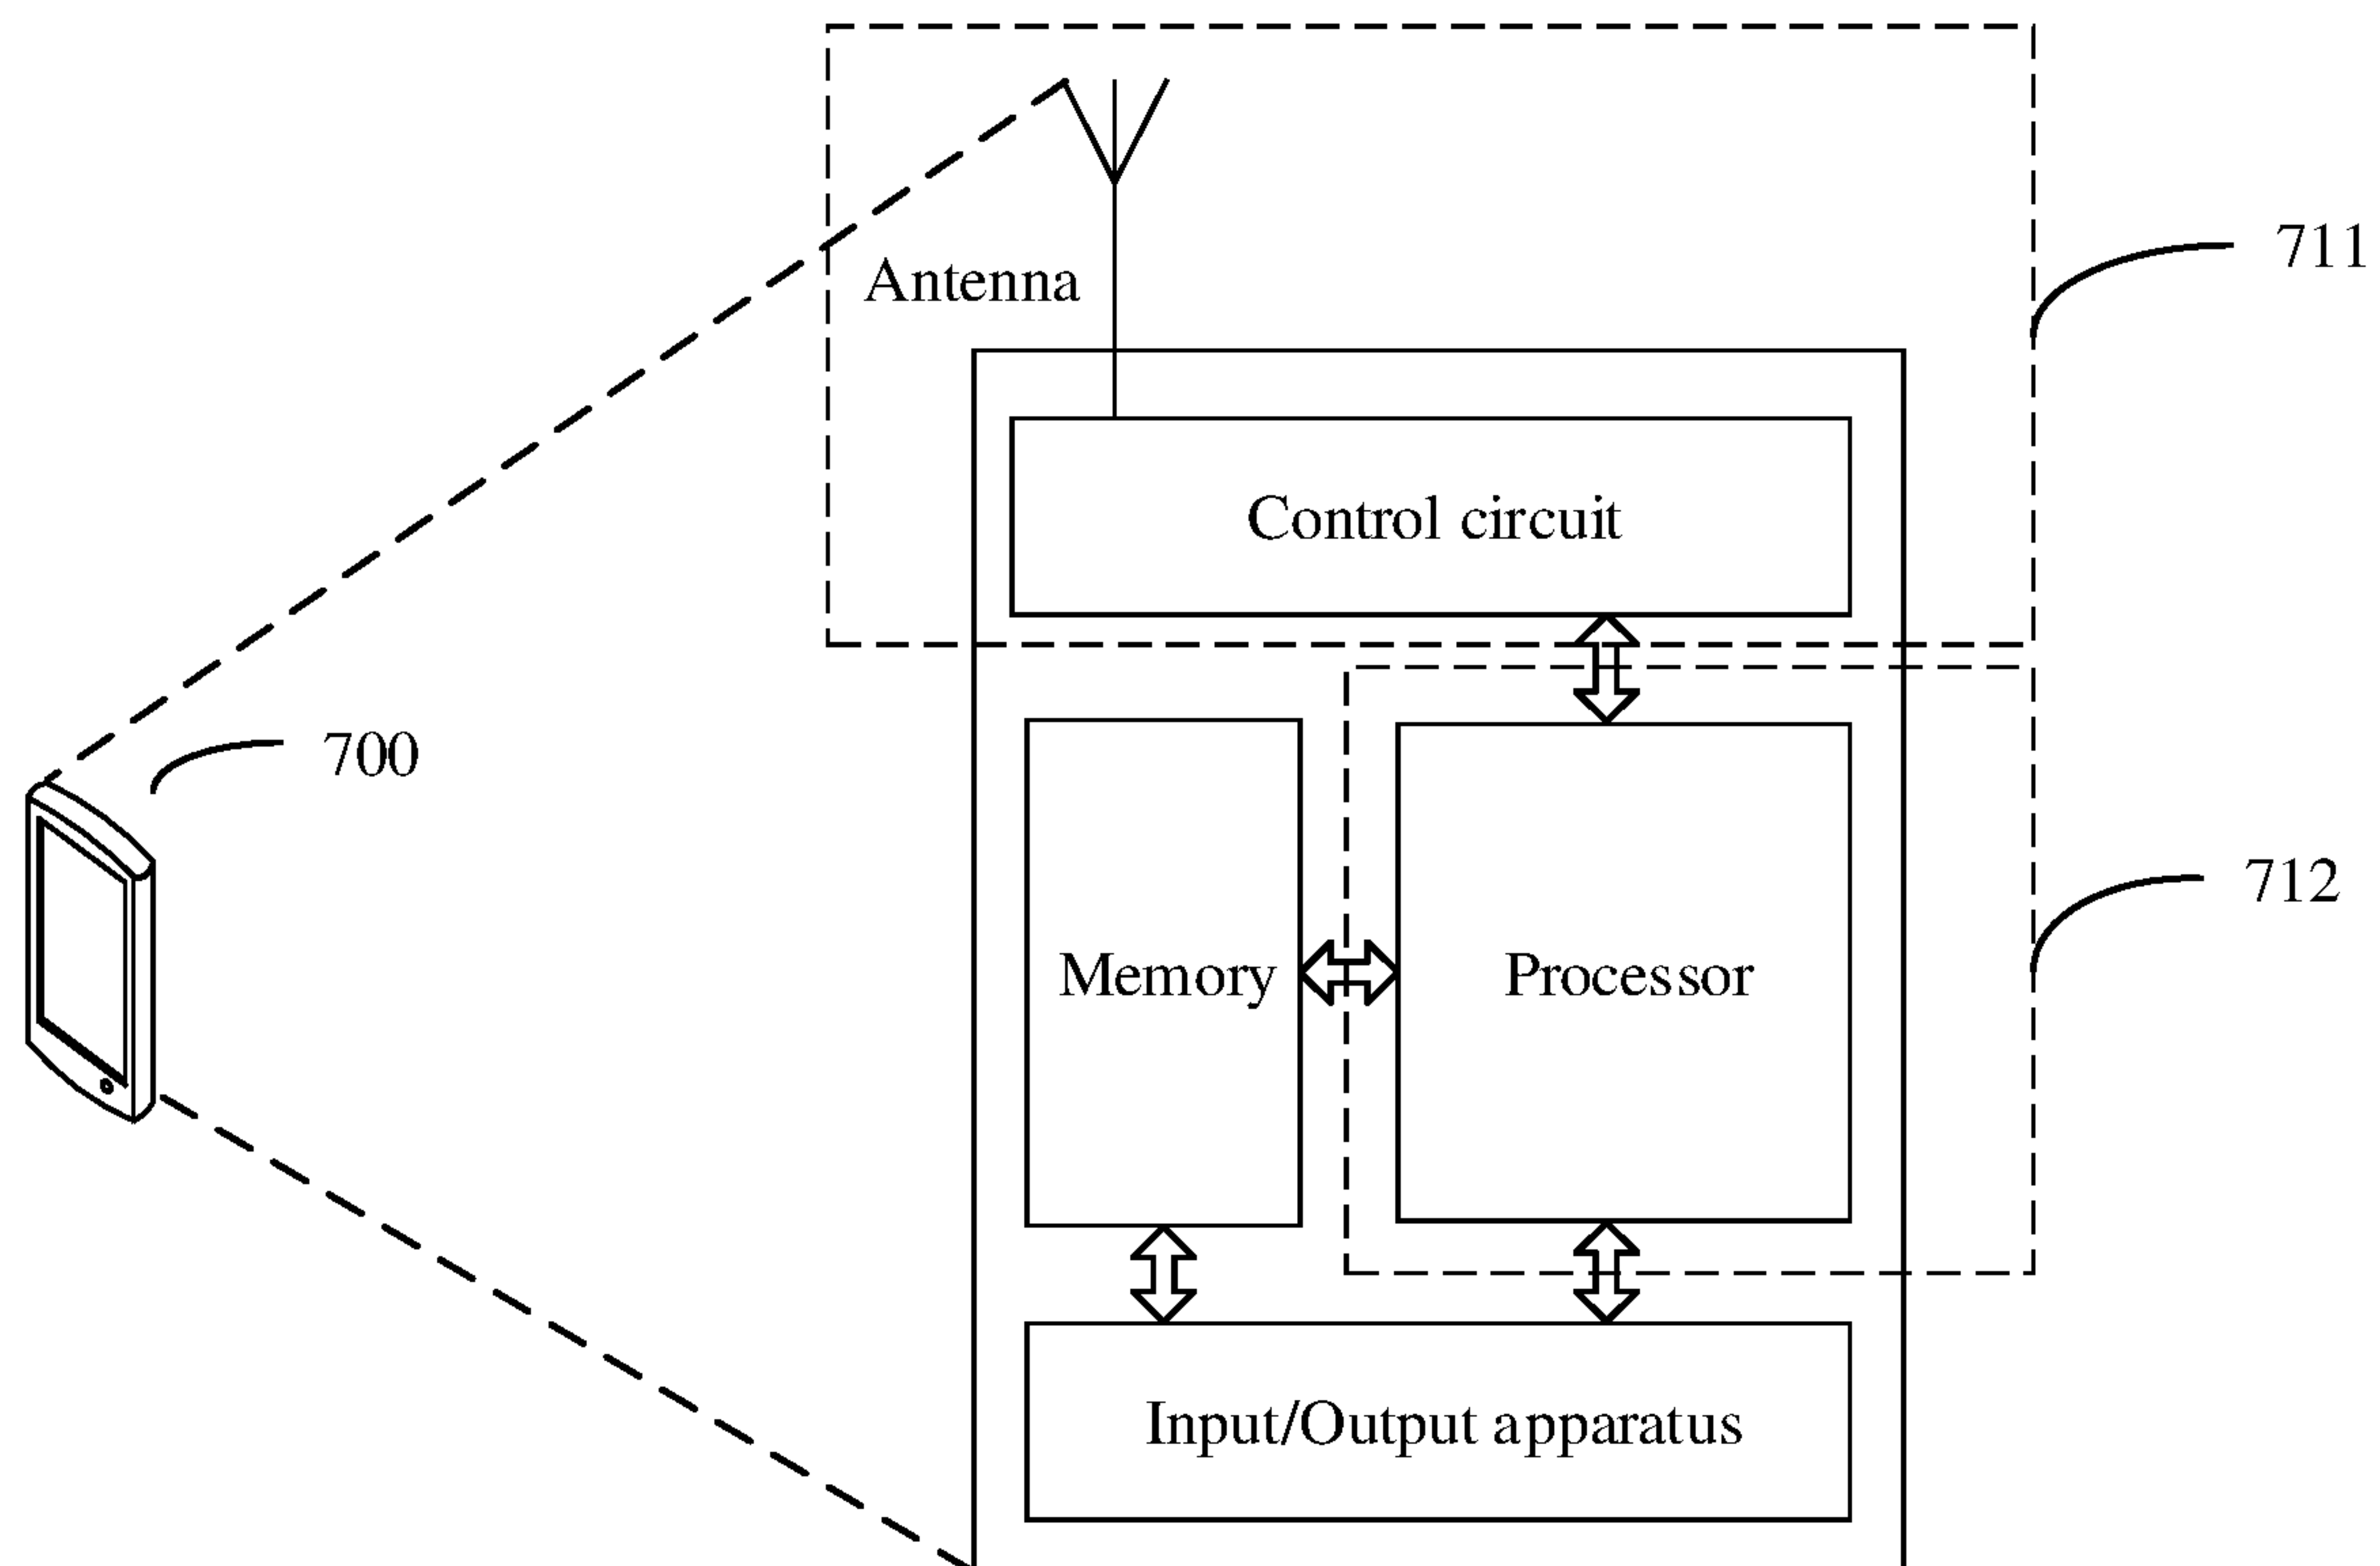 711
Antenna
Control circuit
700
712
Memory
Processor
Input/Output apparatus